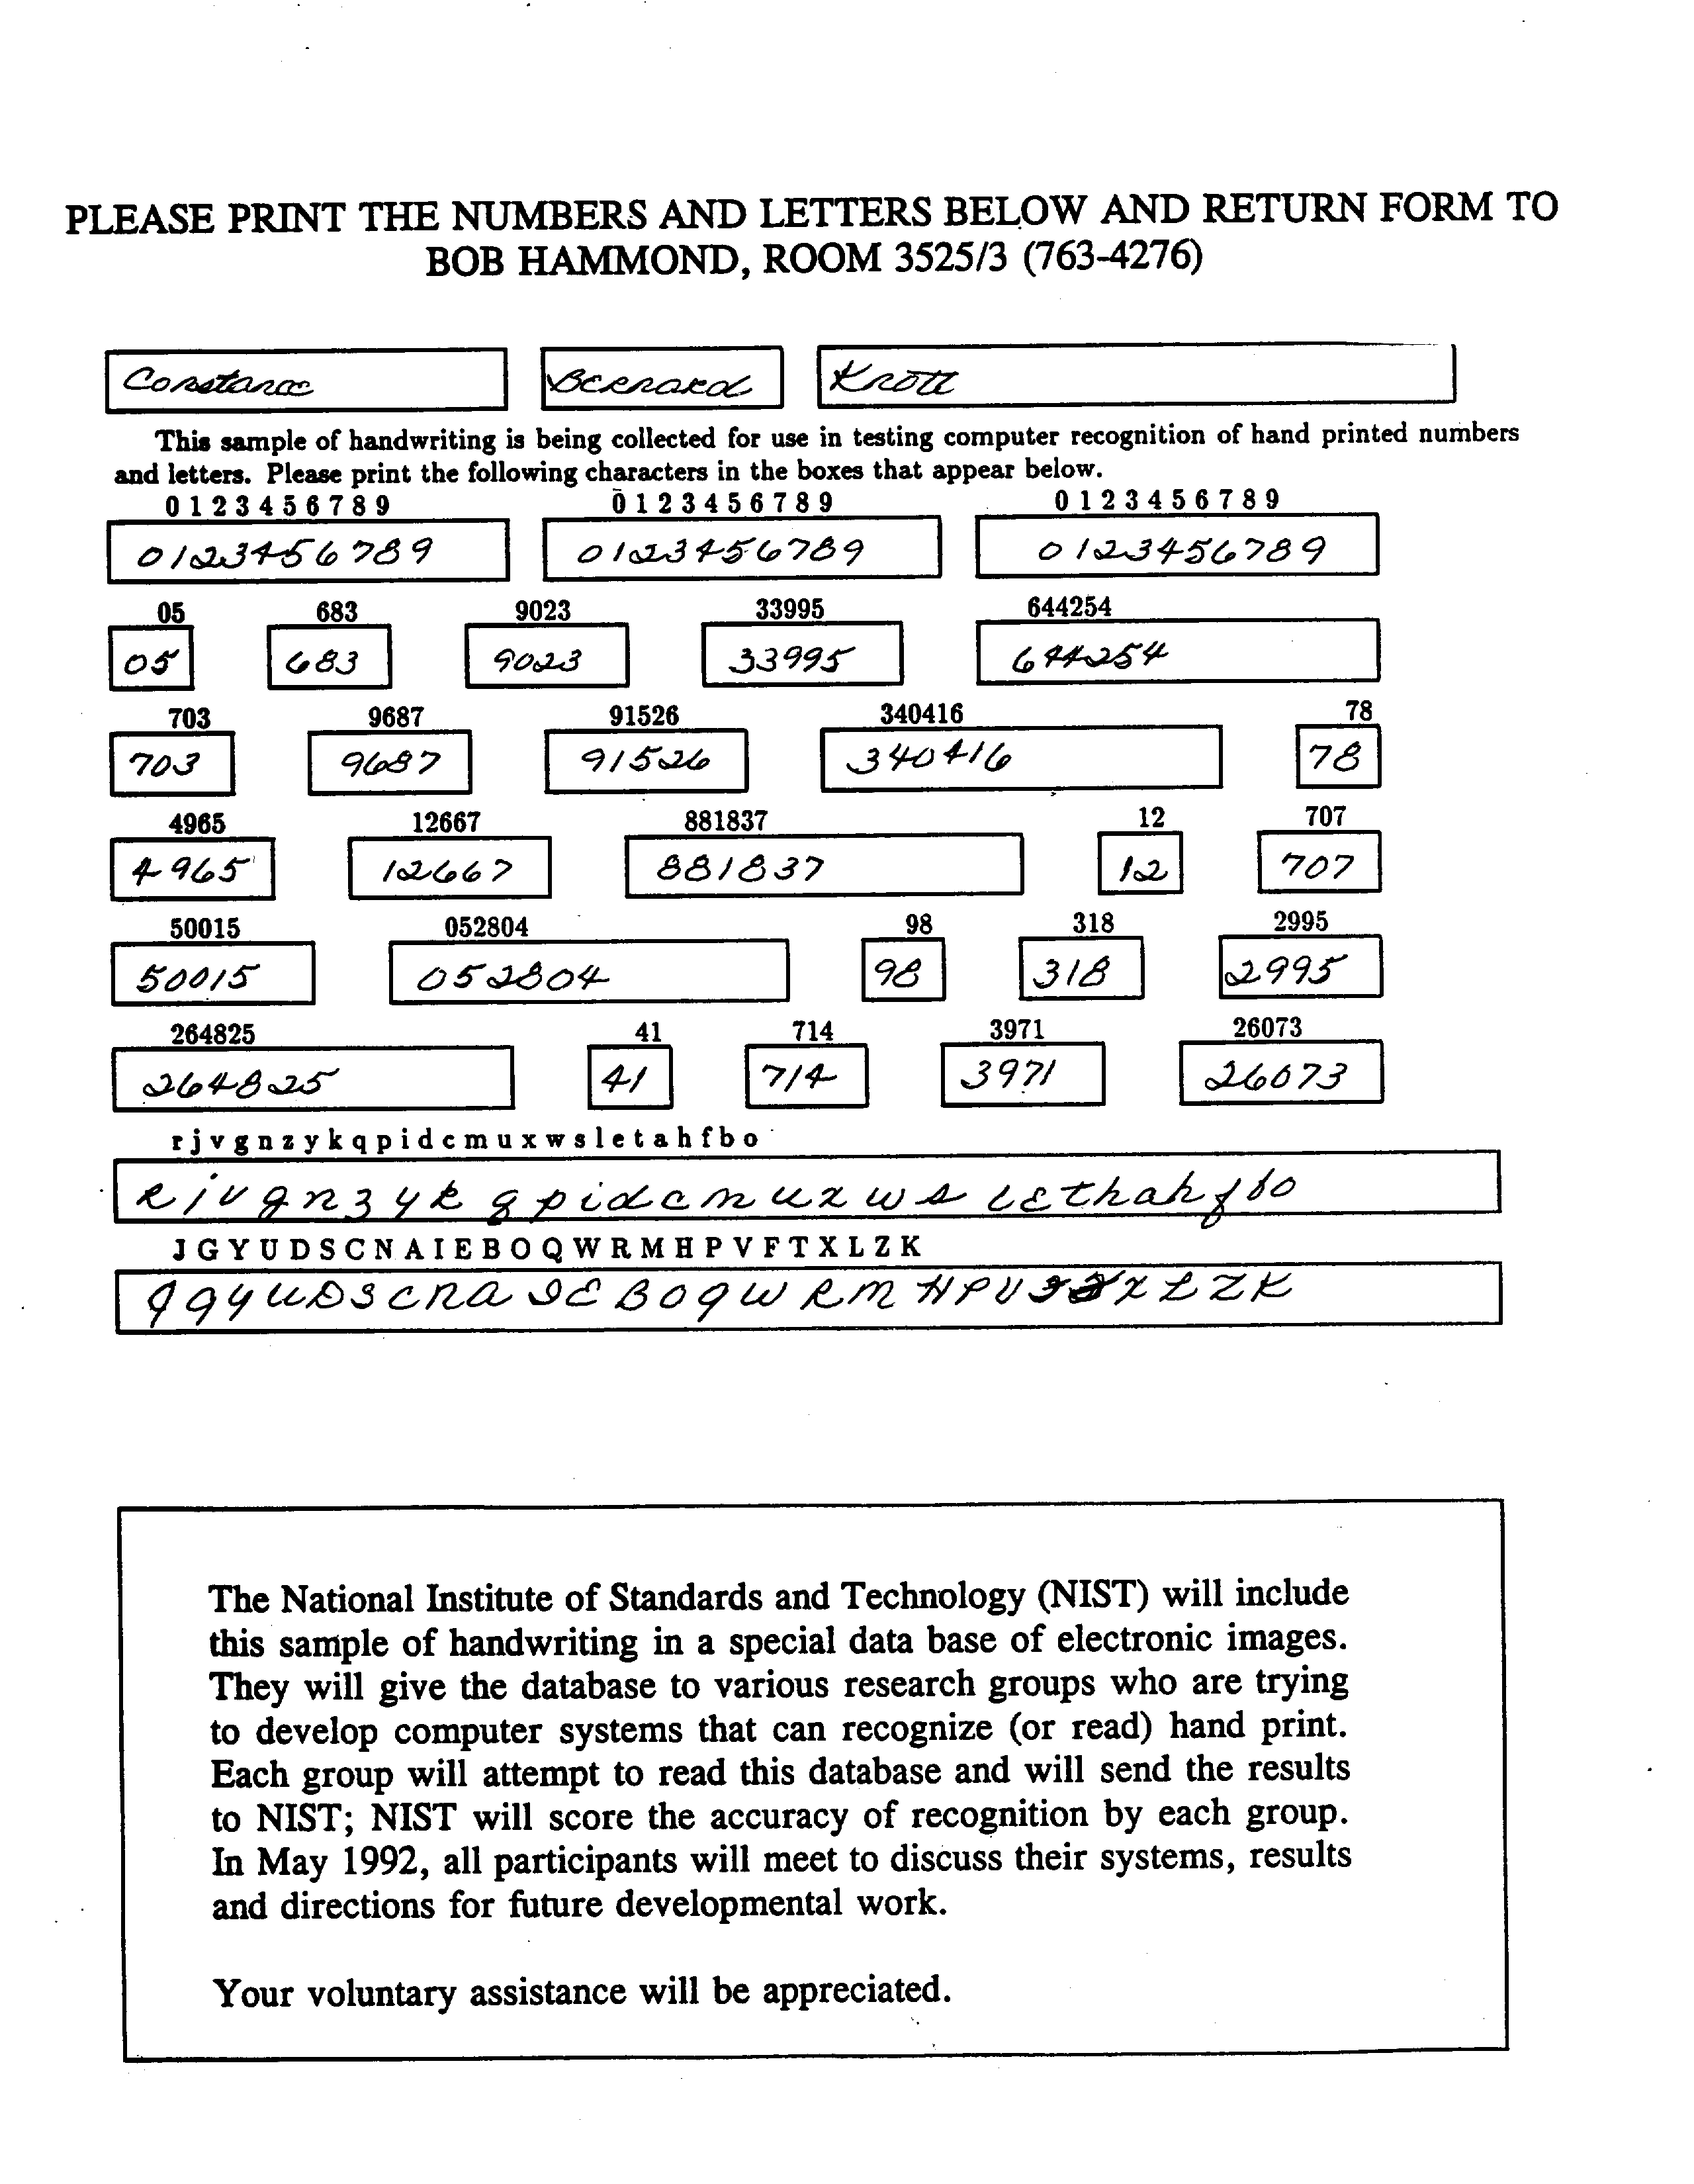 PLEASE PRINT THE NUMBERS AND LETTERS BELOW AND RETURN FORM TO
BOB HAMMOND, ROOM 3525/3 (763-4276)
Constance Bernard Knott
This sample of handwriting is being collected for use in testing computer recognition of hand printed numbers
and letters. Please print the following characters in the boxes that appear below.
0 1 2 3 4 5 6 7 8 9 0 1 2 3 4 5 6 7 8 9 0 1 2 3 4 5 6 7 8 9
0123456789 0123456789 0123456789
05 683 9023 33995 644254
05 683 9023 33995 644254
703 9687 91526 340416 78
703 9687 91526 340416 78
4965 12667 881837 12 707
4965 12667 881837 12 707
50015 052804 98 318 2995
50015 052804 98 318 2995
264825 41 714 3971 26073
264825 41 714 3971 26073
r j v g n z y k q p i d c m u x w s l e t a h f b o
r j v g n z y k q p i d c m u x w s l e t h a h f b o
J G Y U D S C N A I E B O Q W R M H P V F T X L Z K
J G Y U D S C N A I E B O Q W R M H P V F T X L Z K
The National Institute of Standards and Technology (NIST) will include
this sample of handwriting in a special data base of electronic images.
They will give the database to various research groups who are trying
to develop computer systems that can recognize (or read) hand print.
Each group will attempt to read this database and will send the results
to NIST; NIST will score the accuracy of recognition by each group.
In May 1992, all participants will meet to discuss their systems, results
and directions for future developmental work.
Your voluntary assistance will be appreciated.